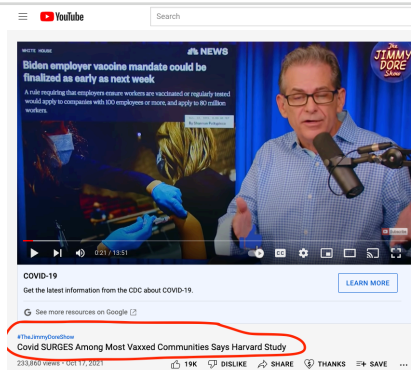 YouTube
Search
WHITE HOUSE
NEWS
The
JIMMY
DORE
Show
Biden employer vaccine mandate could be
finalized as early as next week
A rule requiring that employers ensure workers are vaccinated or regularly tested
would apply to companies with 100 employees or more, and apply to 80 million
workers.
Subscribe
0:21 / 13:51
CC
COVID-19
Get the latest information from the CDC about COVID-19.
LEARN MORE
G See more resources on Google
#TheJimmyDoreShow
Covid SURGES Among Most Vaxxed Communities Says Harvard Study
233,860 views • Oct 17, 2021
19K DISLIKE SHARE THANKS SAVE ...